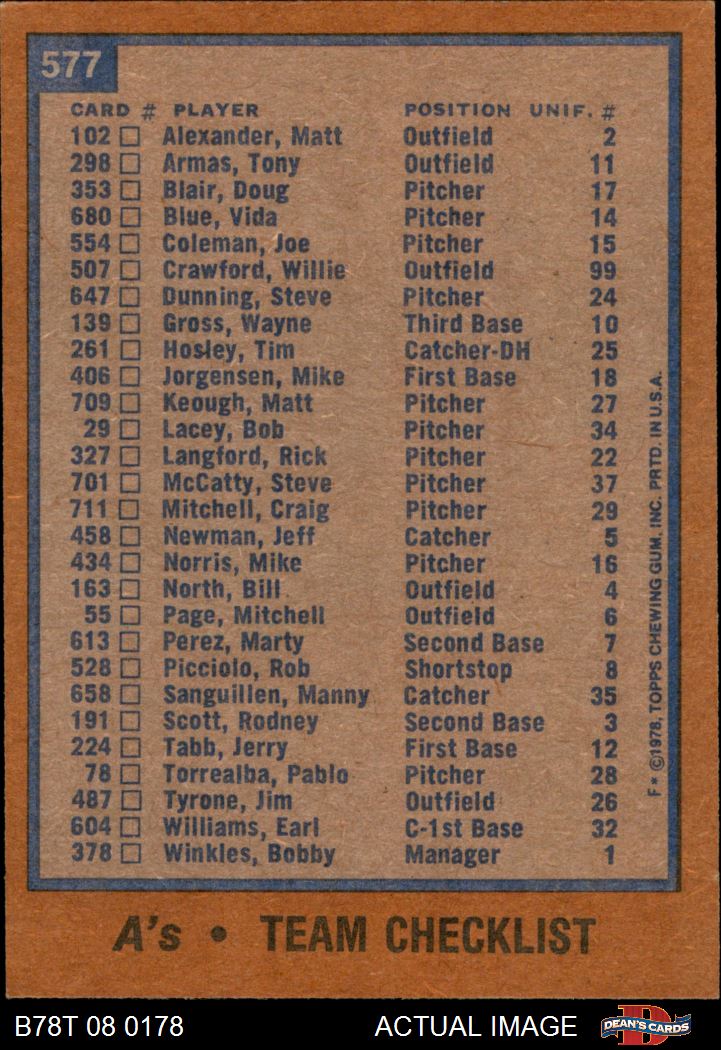 577
CARD # PLAYER POSITION UNIF. #
102 Alexander, Matt Outfield 2
298 Armas, Tony Outfield 11
353 Blair, Doug Pitcher 17
680 Blue, Vida Pitcher 14
554 Coleman, Joe Pitcher 15
507 Crawford, Willie Outfield 99
647 Dunning, Steve Pitcher 24
139 Gross, Wayne Third Base 10
261 Hosley, Tim Catcher-DH 25
406 Jorgensen, Mike First Base 18
709 Keough, Matt Pitcher 27
29 Lacey, Bob Pitcher 34
327 Langford, Rick Pitcher 22
701 McCatty, Steve Pitcher 37
711 Mitchell, Craig Pitcher 29
458 Newman, Jeff Catcher 5
434 Norris, Mike Pitcher 16
163 North, Bill Outfield 4
55 Page, Mitchell Outfield 6
613 Perez, Marty Second Base 7
528 Picciolo, Rob Shortstop 8
658 Sanguillen, Manny Catcher 35
191 Scott, Rodney Second Base 3
224 Tabb, Jerry First Base 12
78 Torrealba, Pablo Pitcher 28
487 Tyrone, Jim Outfield 26
604 Williams, Earl C-1st Base 32
378 Winkles, Bobby Manager 1
F* ©1978, TOPPS CHEWING GUM, INC. PRTD. IN U.S.A.
A's • TEAM CHECKLIST
B78T 08 0178 ACTUAL IMAGE
D
DEAN'S CARDS